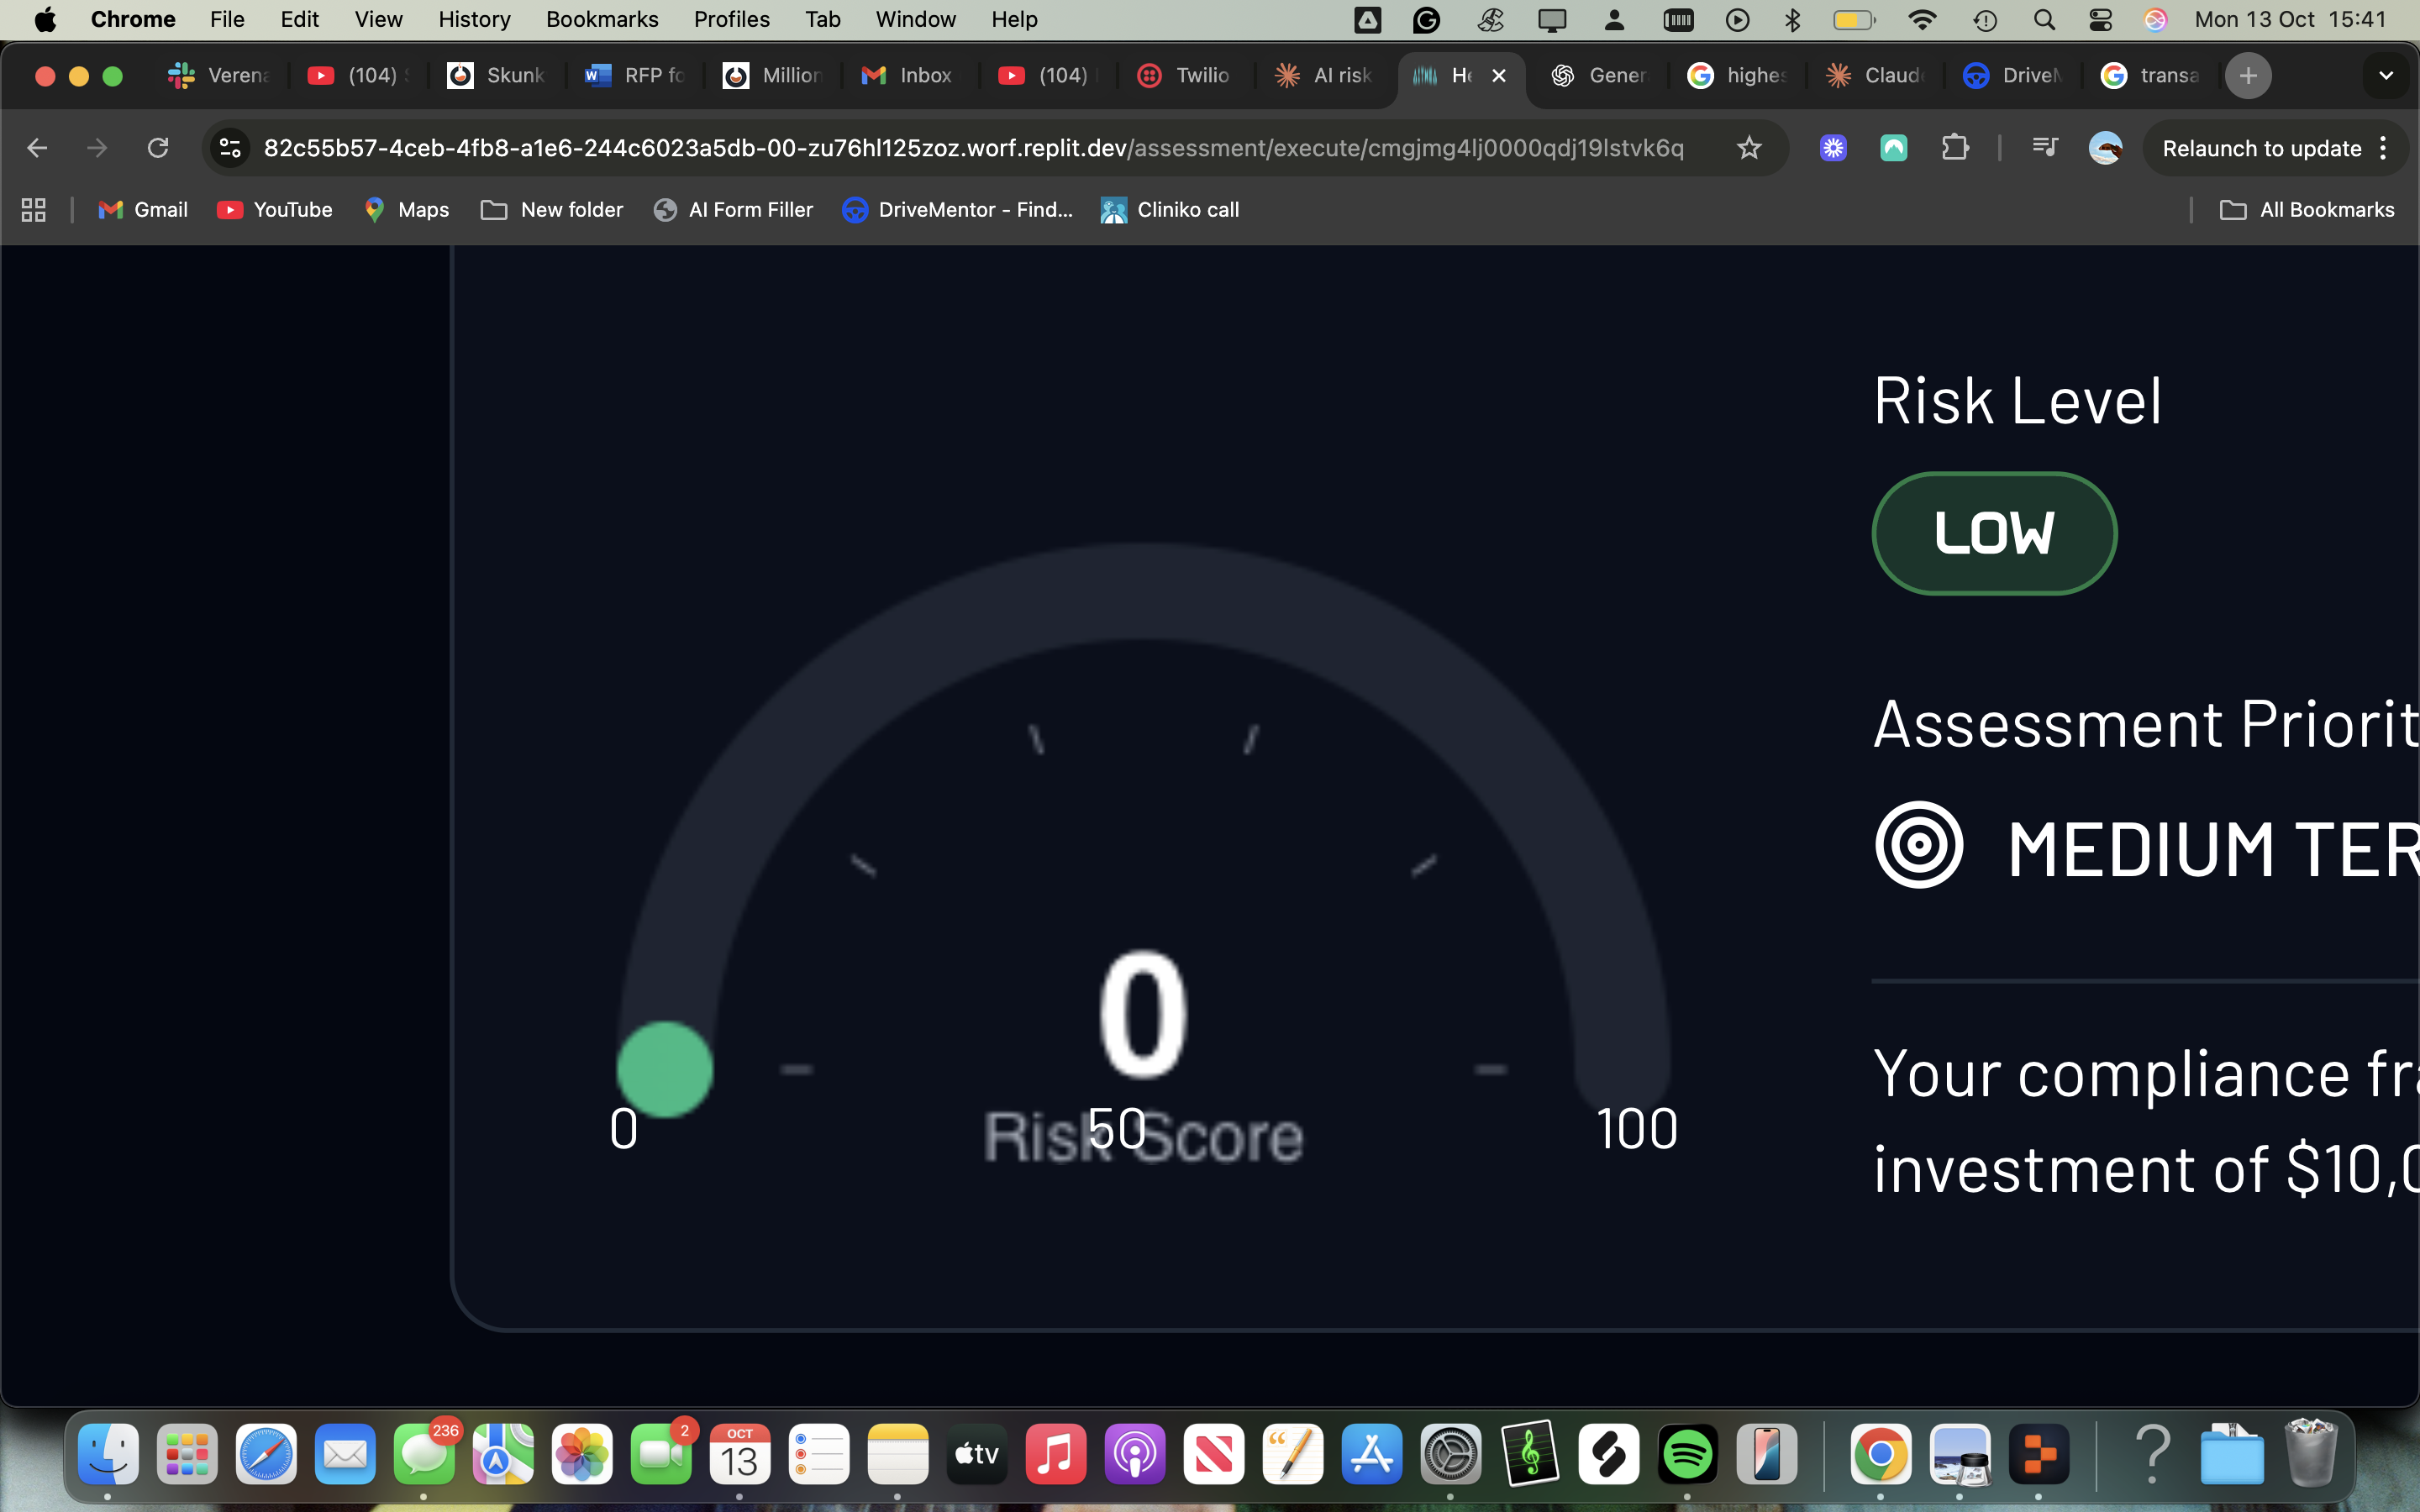 Chrome File Edit View History Bookmarks Profiles Tab Window Help Mon 13 Oct 15:41
Verena (104) Skunk RFP fo Million Inbox (104) Twilio AI risk He Gener highes Claude DriveM transa
82c55b57-4ceb-4fb8-a1e6-244c6023a5db-00-zu76hl125zoz.worf.replit.dev/assessment/execute/cmgjmg4lj0000qdj19lstvk6q Relaunch to update
Gmail YouTube Maps New folder AI Form Filler DriveMentor - Find... Cliniko call All Bookmarks
Risk Level
LOW
Assessment Priorit
MEDIUM TER
0
Risk Score
0 50 100
Your compliance fra
investment of $10,0
236 2 OCT
13 tv